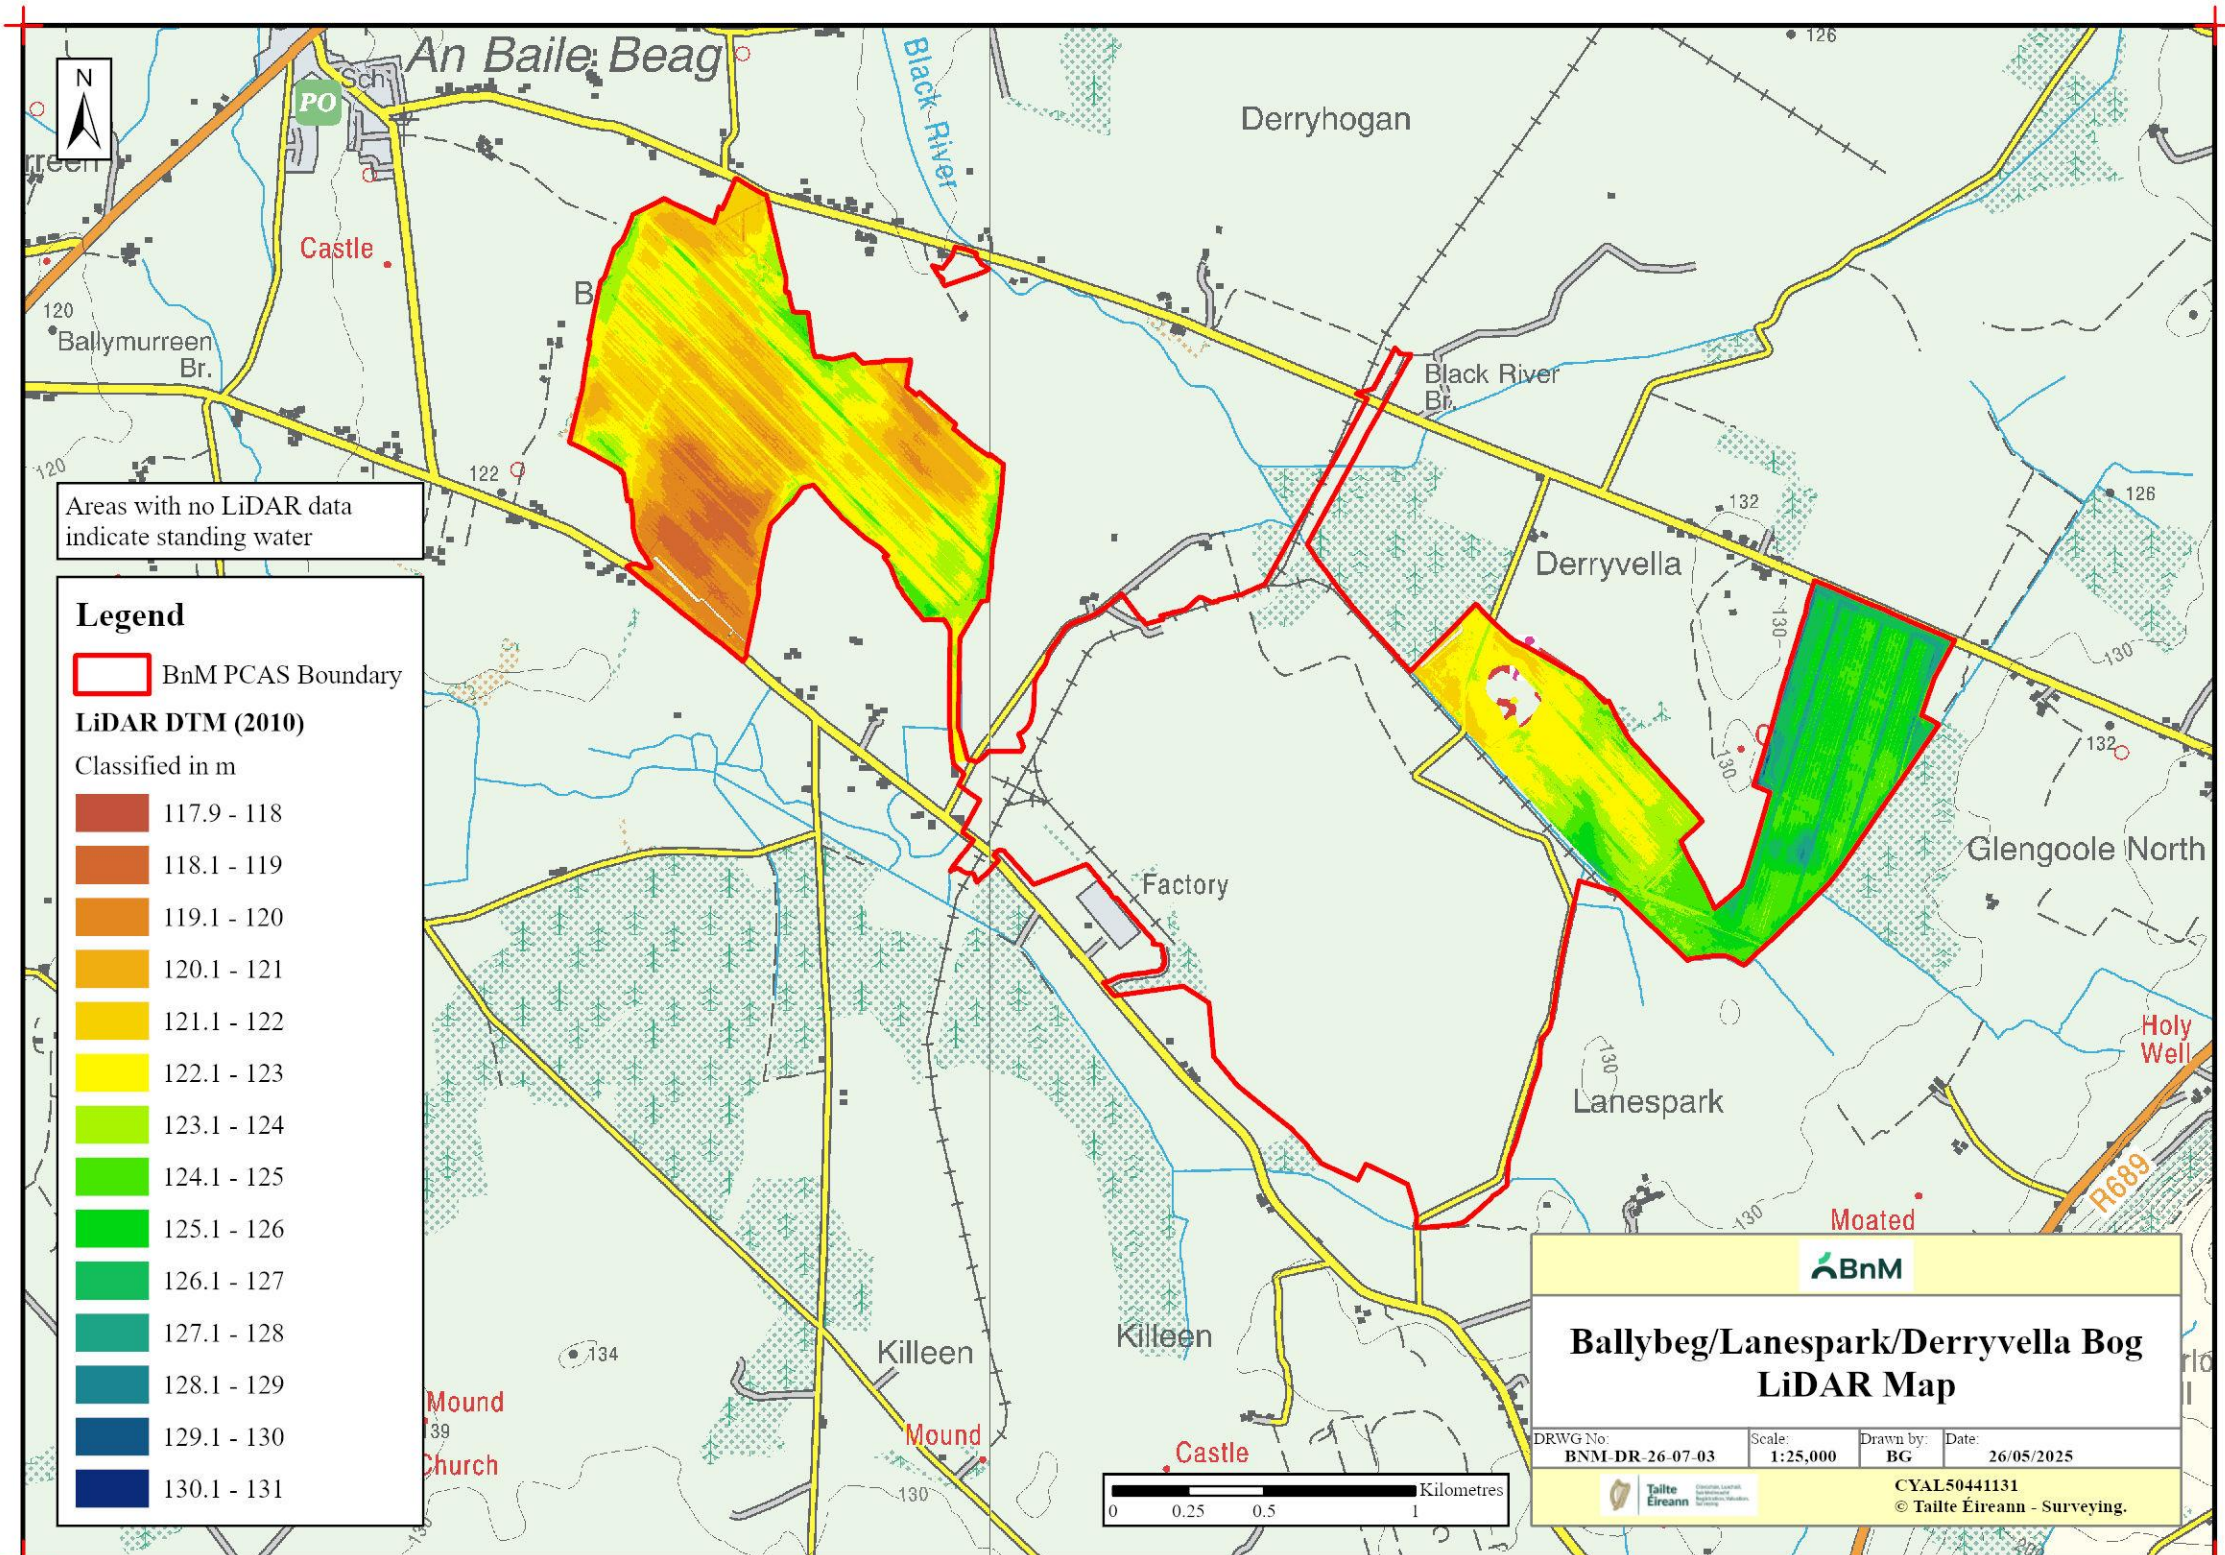 An Baile Beag
Black River
126
N
Sch
PO
Derryhogan
rreen
Castle
120
Ballymurreen
Br.
B
Black River
Br.
120
122
132
126
Areas with no LiDAR data
indicate standing water
Derryvella
130
130
130
132
Legend
BnM PCAS Boundary
LiDAR DTM (2010)
Classified in m
117.9 - 118
118.1 - 119
119.1 - 120
120.1 - 121
121.1 - 122
122.1 - 123
123.1 - 124
124.1 - 125
125.1 - 126
126.1 - 127
127.1 - 128
128.1 - 129
129.1 - 130
130.1 - 131
Glengoole North
Factory
Holy
Well
130
Lanespark
R689
130
Moated
134
Killeen
Killeen
Mound
139
Church
Mound
Castle
130
130
Kilometres
0 0.25 0.5 1
BnM
Ballybeg/Lanespark/Derryvella Bog
LiDAR Map
DRWG No: Scale: Drawn by: Date:
BNM-DR-26-07-03 1:25,000 BG 26/05/2025
Tailte
Éireann
CYAL50441131
© Tailte Éireann - Surveying.